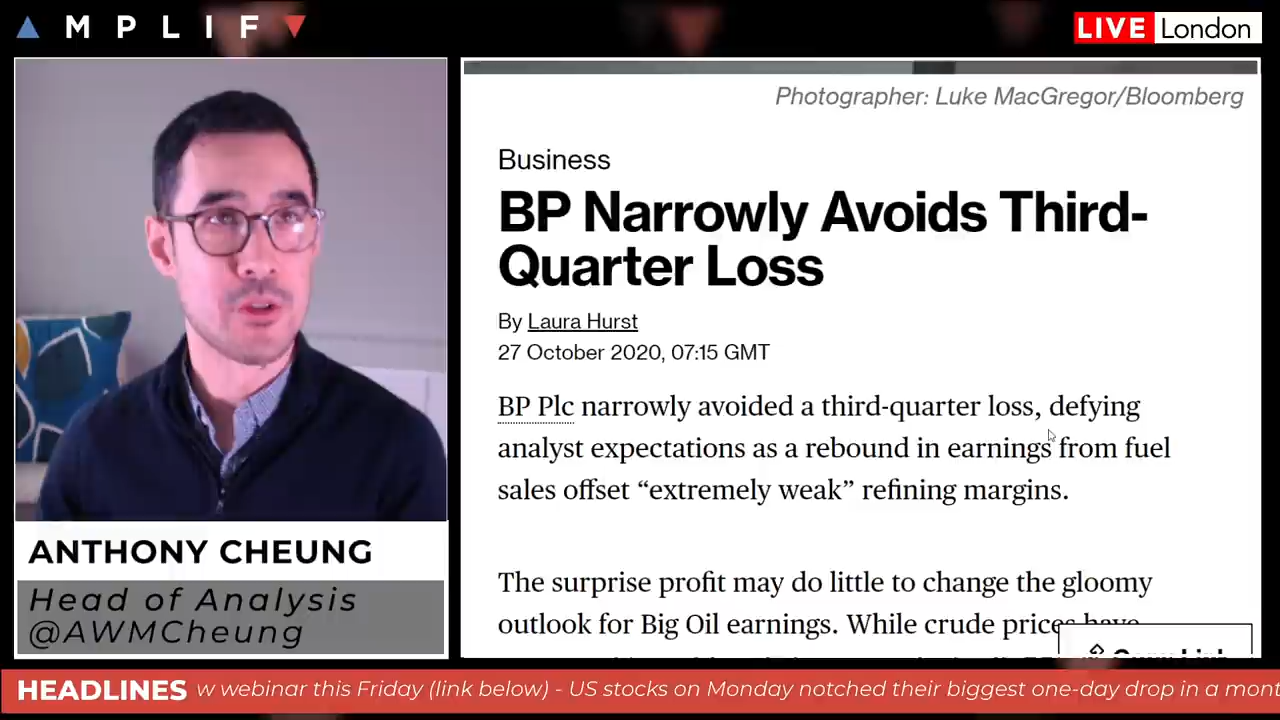 MPLIF
LIVE London
Photographer: Luke MacGregor/Bloomberg
Business
BP Narrowly Avoids Third-
Quarter Loss
By Laura Hurst
27 October 2020, 07:15 GMT
BP Plc narrowly avoided a third-quarter loss, defying
analyst expectations as a rebound in earnings from fuel
sales offset “extremely weak” refining margins.
The surprise profit may do little to change the gloomy
outlook for Big Oil earnings. While crude prices have
Copy Link
ANTHONY CHEUNG
Head of Analysis
@AWMCheung
HEADLINES w webinar this Friday (link below) - US stocks on Monday notched their biggest one-day drop in a mont